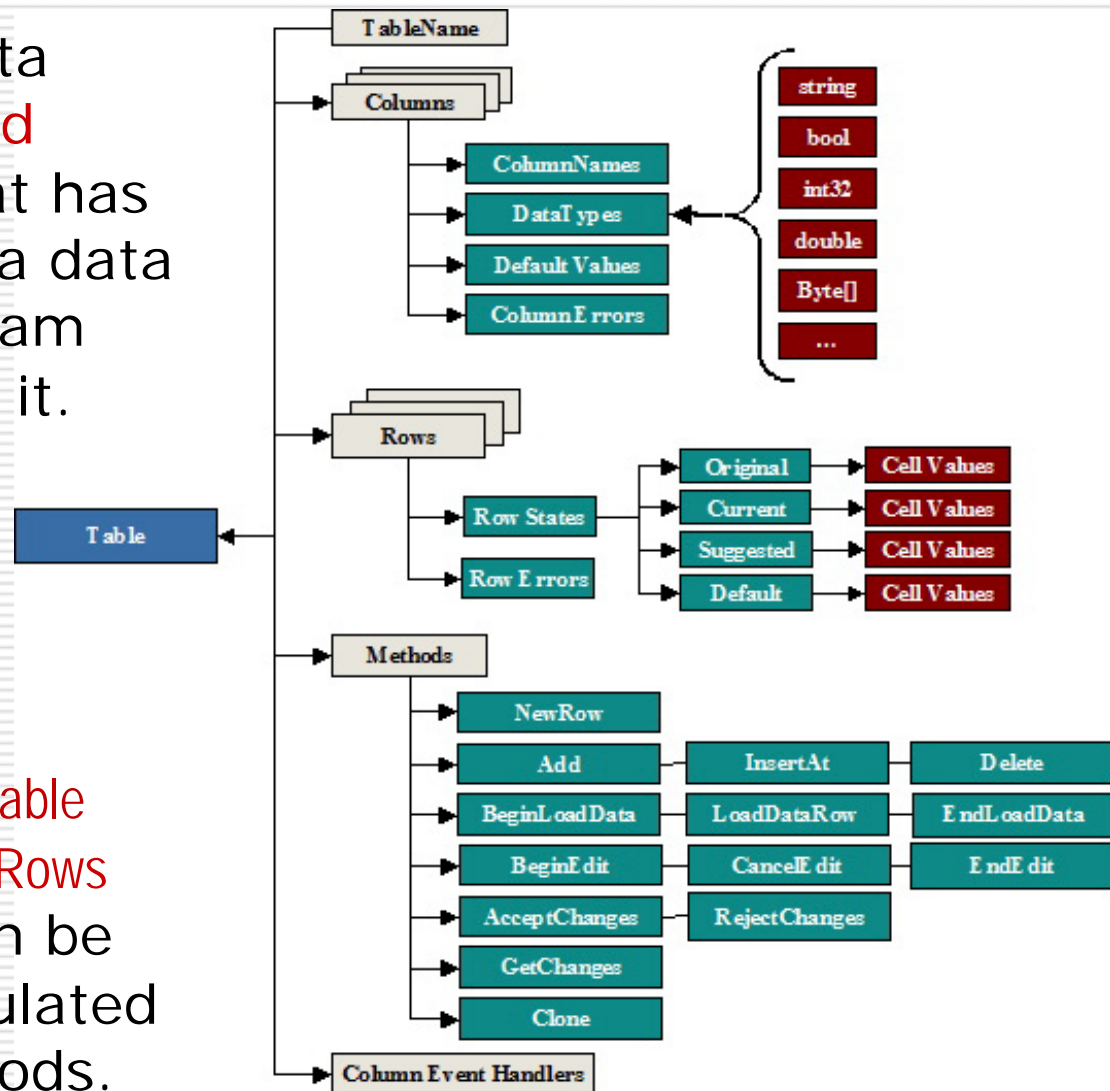 ta
d
at has
a data
am
it.
able
Rows
n be
ulated
ods.
TableName
Columns
ColumnNames
DataTypes
Default Values
ColumnErrors
string
bool
int32
double
Byte[]
...
Rows
Row States
Row Errors
Original
Cell Values
Current
Cell Values
Suggested
Cell Values
Default
Cell Values
Table
Methods
NewRow
Add
InsertAt
Delete
BeginLoadData
LoadDataRow
EndLoadData
BeginEdit
CancelEdit
EndEdit
AcceptChanges
RejectChanges
GetChanges
Clone
Column Event Handlers